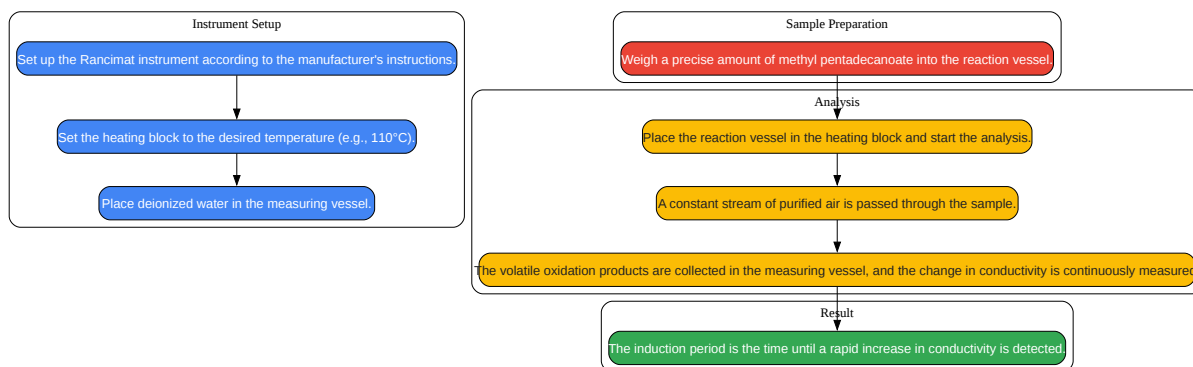 Instrument Setup
Set up the Rancimat instrument according to the manufacturer's instructions.
Set the heating block to the desired temperature (e.g., 110°C).
Place deionized water in the measuring vessel.
Sample Preparation
Weigh a precise amount of methyl pentadecanoate into the reaction vessel.
Analysis
Place the reaction vessel in the heating block and start the analysis.
A constant stream of purified air is passed through the sample.
The volatile oxidation products are collected in the measuring vessel, and the change in conductivity is continuously measured
Result
The induction period is the time until a rapid increase in conductivity is detected.